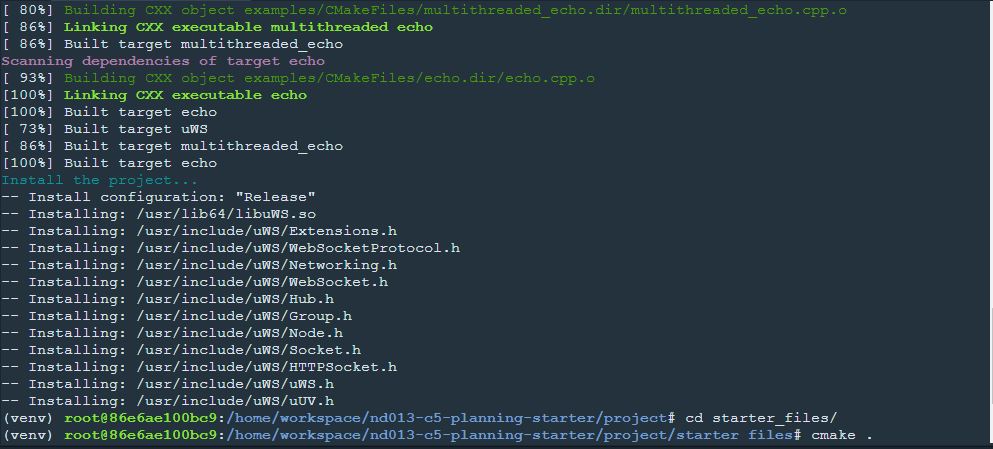 [ 80%] Building CXX object examples/CMakeFiles/multithreaded_echo.dir/multithreaded_echo.cpp.o
[ 86%] Linking CXX executable multithreaded_echo
[ 86%] Built target multithreaded_echo
Scanning dependencies of target echo
[ 93%] Building CXX object examples/CMakeFiles/echo.dir/echo.cpp.o
[100%] Linking CXX executable echo
[100%] Built target echo
[ 73%] Built target uWS
[ 86%] Built target multithreaded_echo
[100%] Built target echo
Install the project...
-- Install configuration: "Release"
-- Installing: /usr/lib64/libuWS.so
-- Installing: /usr/include/uWS/Extensions.h
-- Installing: /usr/include/uWS/WebSocketProtocol.h
-- Installing: /usr/include/uWS/Networking.h
-- Installing: /usr/include/uWS/WebSocket.h
-- Installing: /usr/include/uWS/Hub.h
-- Installing: /usr/include/uWS/Group.h
-- Installing: /usr/include/uWS/Node.h
-- Installing: /usr/include/uWS/Socket.h
-- Installing: /usr/include/uWS/HTTPSocket.h
-- Installing: /usr/include/uWS/uWS.h
-- Installing: /usr/include/uWS/uUV.h
(venv) root@86e6ae100bc9:/home/workspace/nd013-c5-planning-starter/project# cd starter_files/
(venv) root@86e6ae100bc9:/home/workspace/nd013-c5-planning-starter/project/starter_files# cmake .